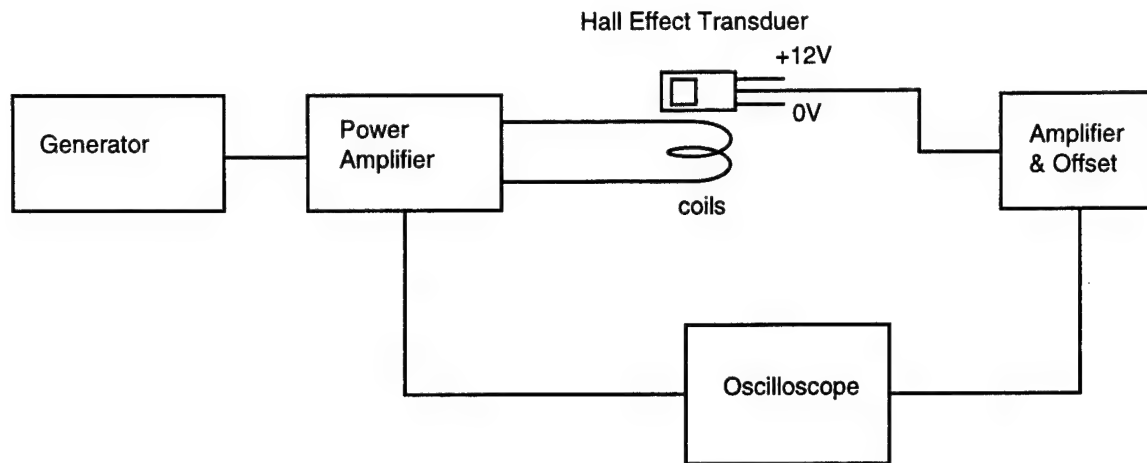 Hall Effect Transduer
+12V
0V
Generator
Power
Amplifier
Amplifier
& Offset
coils
Oscilloscope